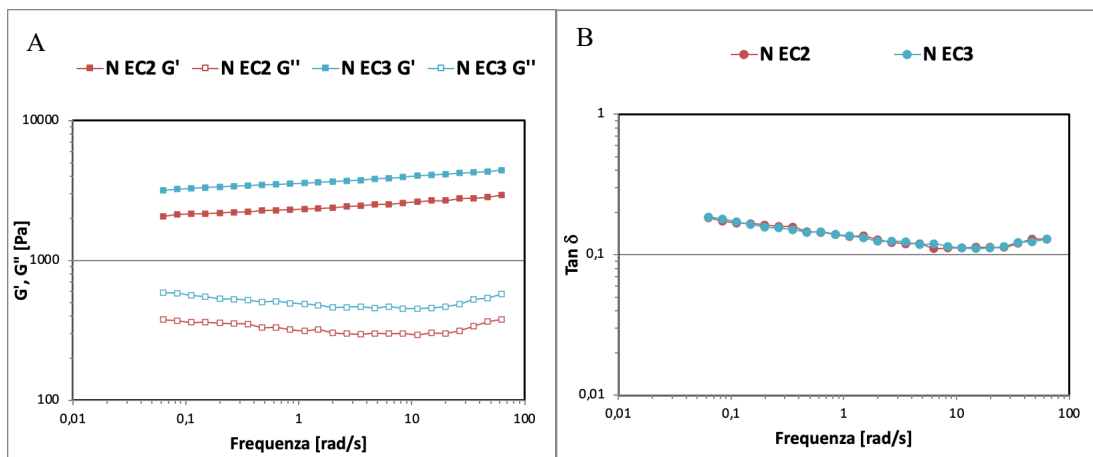 A
N EC2 G' N EC2 G'' N EC3 G' N EC3 G''
10000
1000
100
G', G'' [Pa]
0,01 0,1 1 10 100
Frequenza [rad/s]
B
N EC2 N EC3
1
0,1
0,01
Tan δ
0,01 0,1 1 10 100
Frequenza [rad/s]